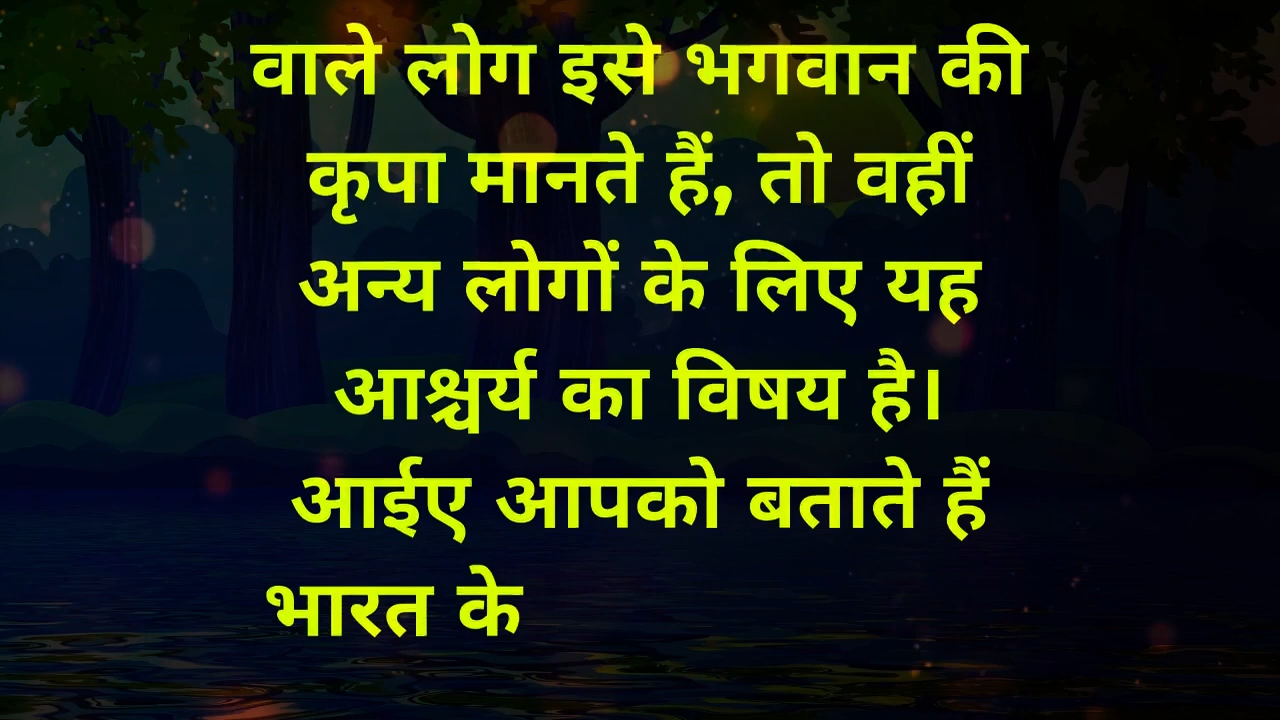 वाले लोग इसे भगवान की
कृपा मानते हैं, तो वहीं
अन्य लोगों के लिए यह
आश्चर्य का विषय है।
आईए आपको बताते हैं
भारत के